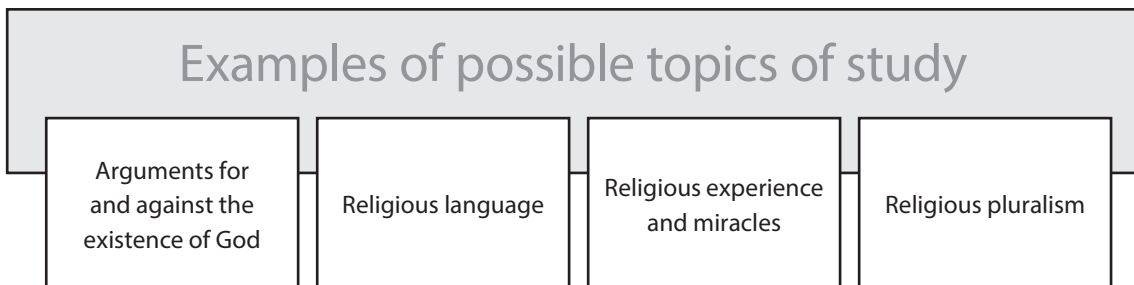 Examples of possible topics of study
Arguments for
and against the
existence of God
Religious language
Religious experience
and miracles
Religious pluralism